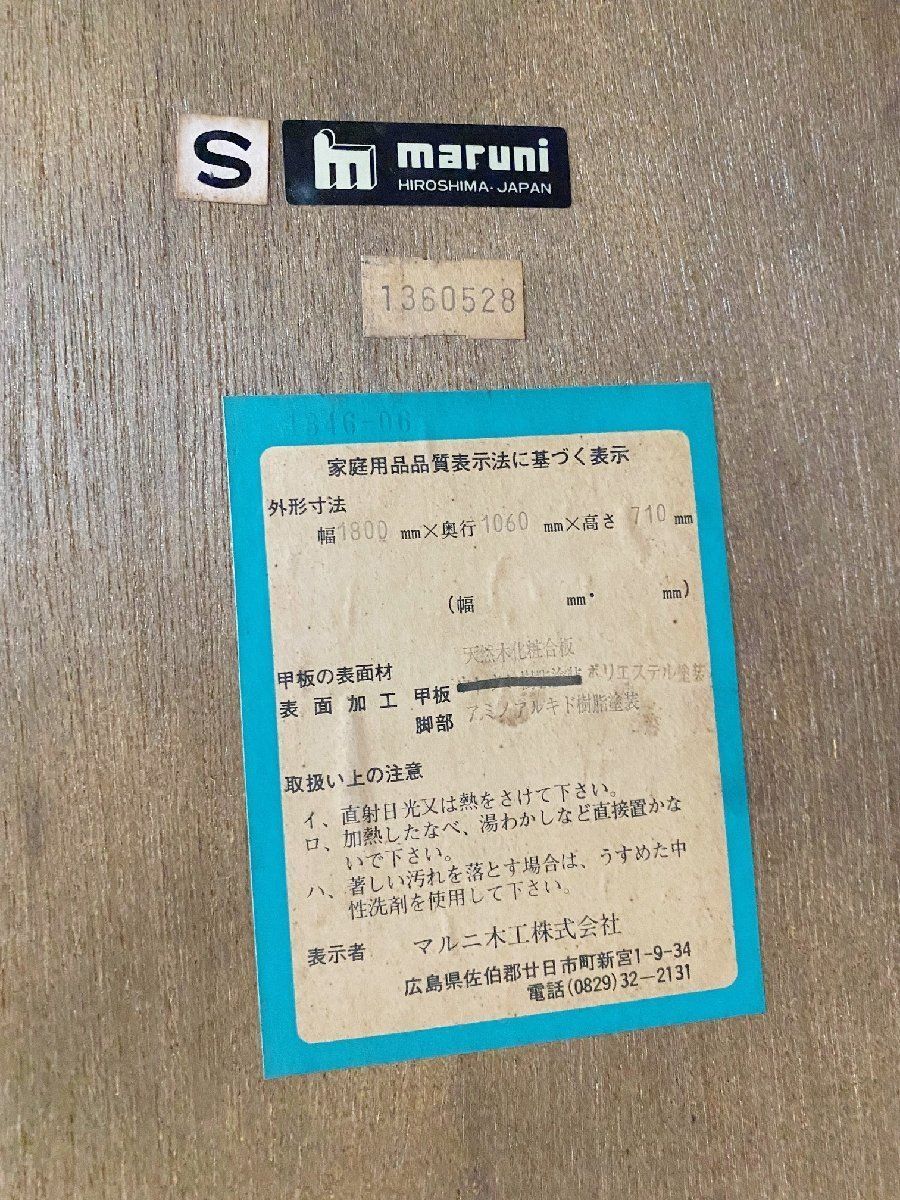 S
maruni
HIROSHIMA-JAPAN
1360528
1346-06
家庭用品品質表示法に基づく表示
外形寸法
幅1800 mm×奥行1060 mm×高さ710mm
(幅 mm・ mm)
天然木化粧合板
甲板の表面材
ポリエステル塗装
表面加工 甲板
アミノアルキド樹脂塗装
脚部
取扱い上の注意
イ、直射日光又は熱をさけて下さい。
ロ、加熱したなべ、湯わかしなど直接置かな
いで下さい。
ハ、著しい汚れを落とす場合は、うすめた中
性洗剤を使用して下さい。
表示者 マルニ木工株式会社
広島県佐伯郡廿日市町新宮1-9-34
電話(0829)32-2131